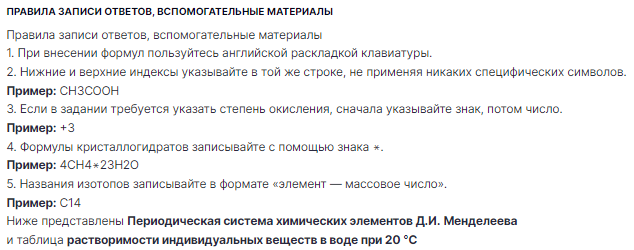 ПРАВИЛА ЗАПИСИ ОТВЕТОВ, ВСПОМОГАТЕЛЬНЫЕ МАТЕРИАЛЫ
Правила записи ответов, вспомогательные материалы
1. При внесении формул пользуйтесь английской раскладкой клавиатуры.
2. Нижние и верхние индексы указывайте в той же строке, не применяя никаких специфических символов.
Пример: CH3COOH
3. Если в задании требуется указать степень окисления, сначала указывайте знак, потом число.
Пример: +3
4. Формулы кристаллогидратов записывайте с помощью знака *.
Пример: 4CH4*23H2O
5. Названия изотопов записывайте в формате «элемент — массовое число».
Пример: C14
Ниже представлены Периодическая система химических элементов Д.И. Менделеева
и таблица растворимости индивидуальных веществ в воде при 20 °C